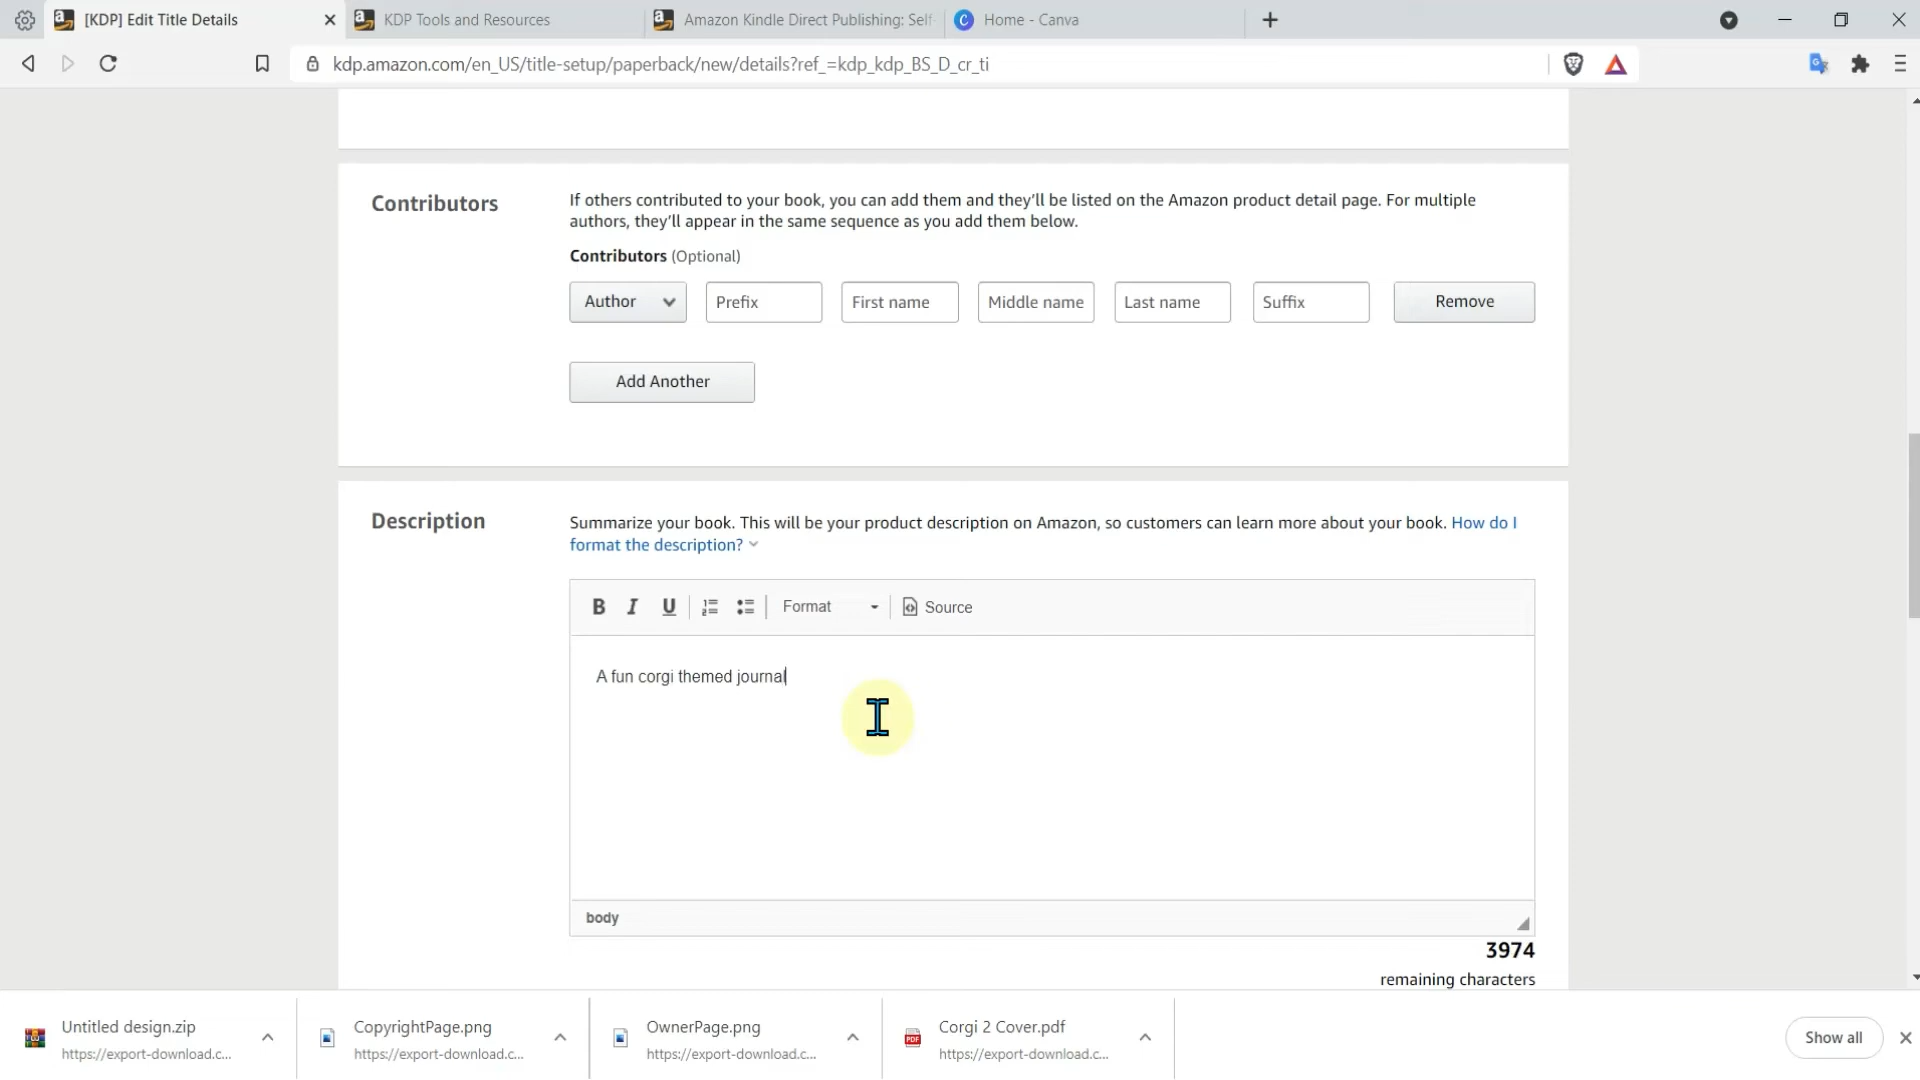 [KDP] Edit Title Details
KDP Tools and Resources
Amazon Kindle Direct Publishing: Self
Home - Canva
kdp.amazon.com/en_US/title-setup/paperback/new/details?ref_=kdp_kdp_BS_D_cr_ti
Contributors
If others contributed to your book, you can add them and they'll be listed on the Amazon product detail page. For multiple
authors, they'll appear in the same sequence as you add them below.
Contributors (Optional)
Author
Prefix
First name
Middle name
Last name
Suffix
Remove
Add Another
Description
Summarize your book. This will be your product description on Amazon, so customers can learn more about your book. How do I
format the description?
B I U
Format
Source
A fun corgi themed journal
body
3974
remaining characters
Untitled design.zip
https://export-download.c...
CopyrightPage.png
https://export-download.c...
OwnerPage.png
https://export-download.c...
PDF
Corgi 2 Cover.pdf
https://export-download.c...
Show all